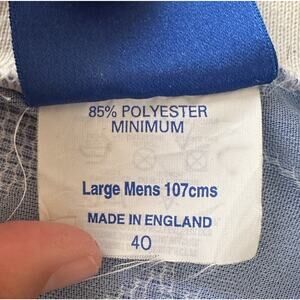 85% POLYESTER
MINIMUM
Large Mens 107cms
MADE IN ENGLAND
40